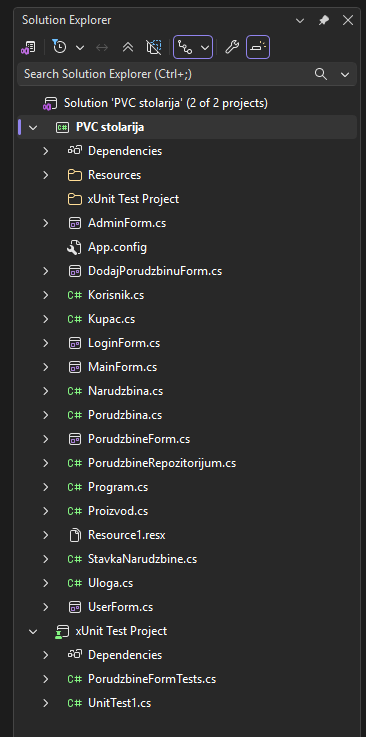 Solution Explorer
Search Solution Explorer (Ctrl+;)
Solution 'PVC stolarija' (2 of 2 projects)
C# PVC stolarija
Dependencies
Resources
xUnit Test Project
AdminForm.cs
App.config
DodajPorudzbinuForm.cs
C# Korisnik.cs
C# Kupac.cs
LoginForm.cs
MainForm.cs
C# Narudzbina.cs
C# Porudzbina.cs
PorudzbineForm.cs
C# PorudzbineRepozitorijum.cs
C# Program.cs
C# Proizvod.cs
Resource1.resx
C# StavkaNarudzbine.cs
C# Uloga.cs
UserForm.cs
xUnit Test Project
Dependencies
C# PorudzbineFormTests.cs
C# UnitTest1.cs